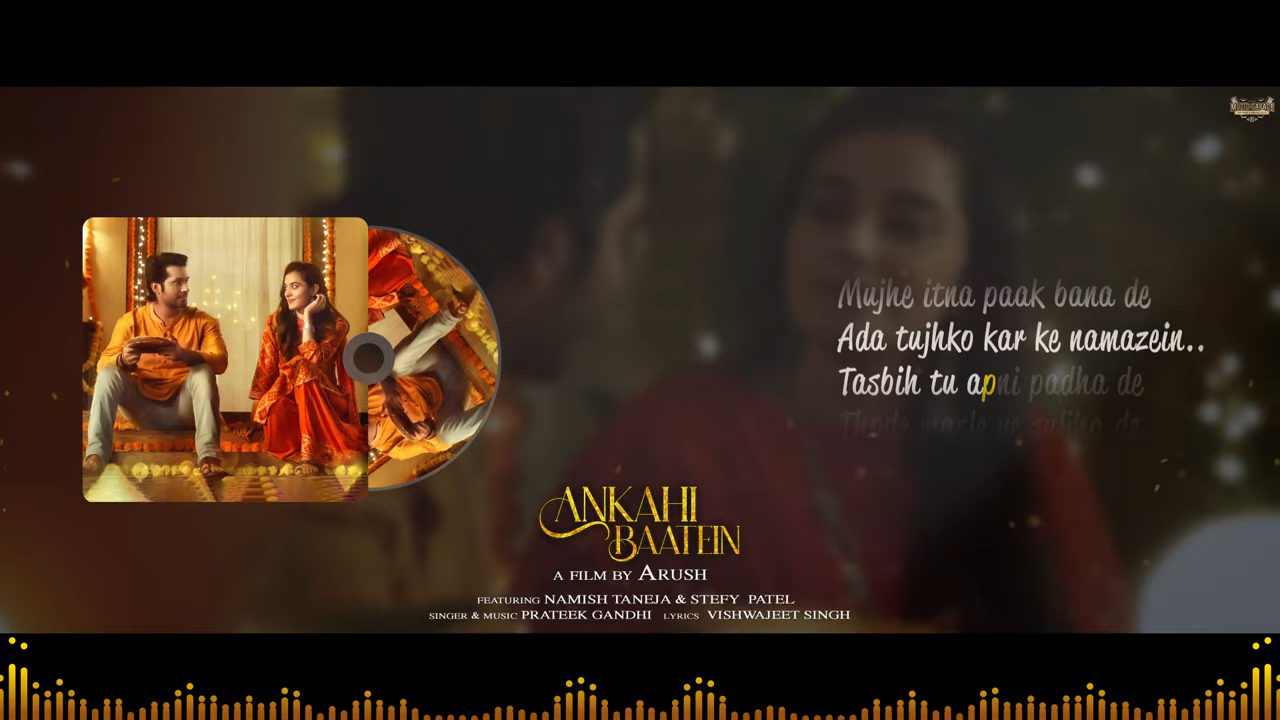 Mujhe itna paak bana de
Ada tujhko kar ke namazein..
Tasbih tu apni padha de
ANKAHI
BAATEIN
A FILM BY ARUSH
FEATURING NAMISH TANEJA & STEFY PATEL
SINGER & MUSIC PRATEEK GANDHI LYRICS VISHWAJEET SINGH